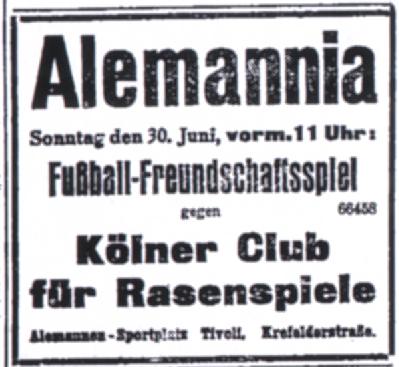 Alemannia
Sonntag den 30. Juni, vorm. 11 Uhr:
Fußball-Freundschaftsspiel
gegen 66458
Kölner Club
für Rasenspiele
Alemannen-Sportplatz Tivoli, Krefelderstraße.